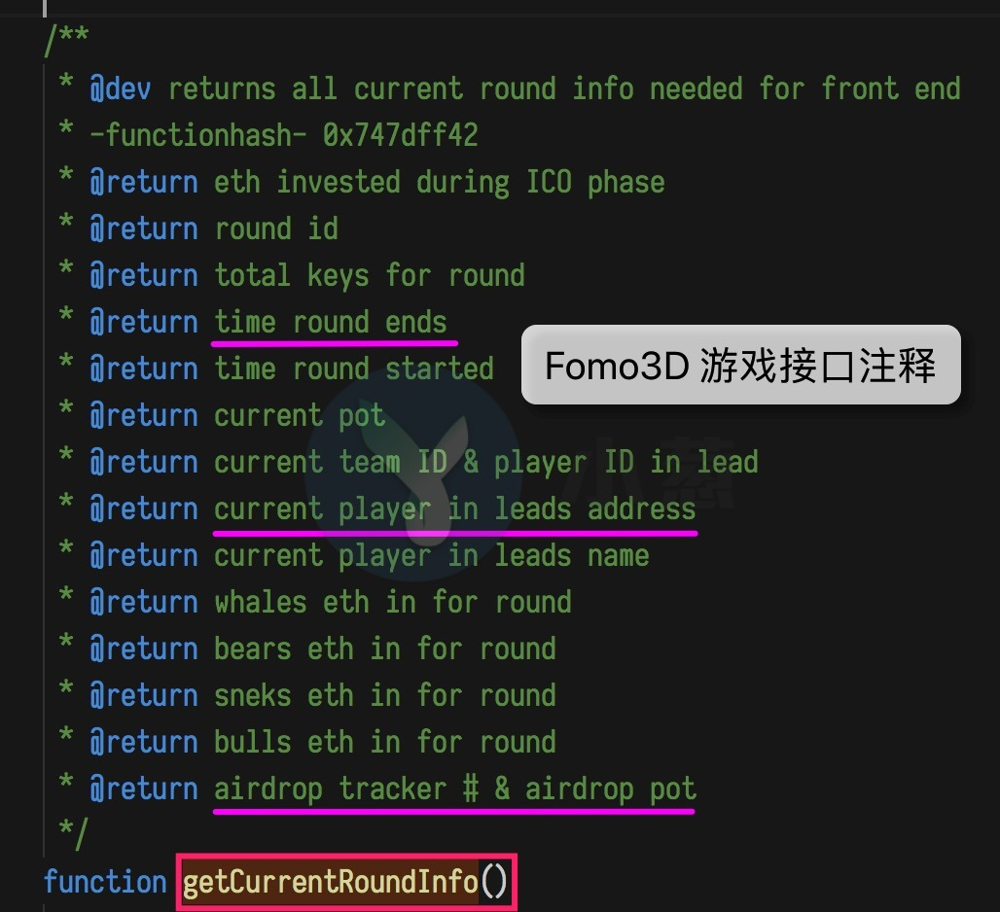 /**
* @dev returns all current round info needed for front end
* -functionhash- 0x747dff42
* @return eth invested during ICO phase
* @return round id
* @return total keys for round
* @return time round ends
Fomo3D 游戏接口注释
* @return time round started
* @return current pot
* @return current team ID & player ID in lead
* @return current player in leads address
* @return current player in leads name
* @return whales eth in for round
* @return bears eth in for round
* @return sneks eth in for round
* @return bulls eth in for round
* @return airdrop tracker # & airdrop pot
*/
function getCurrentRoundInfo()